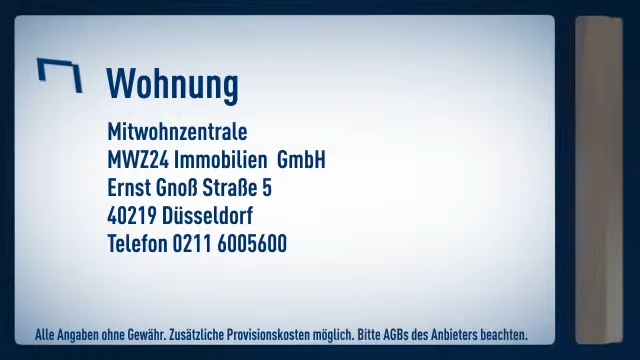 Wohnung
Mitwohnzentrale
MWZ24 Immobilien GmbH
Ernst Gnoß Straße 5
40219 Düsseldorf
Telefon 0211 6005600
Alle Angaben ohne Gewähr. Zusätzliche Provisionskosten möglich. Bitte AGBs des Anbieters beachten.